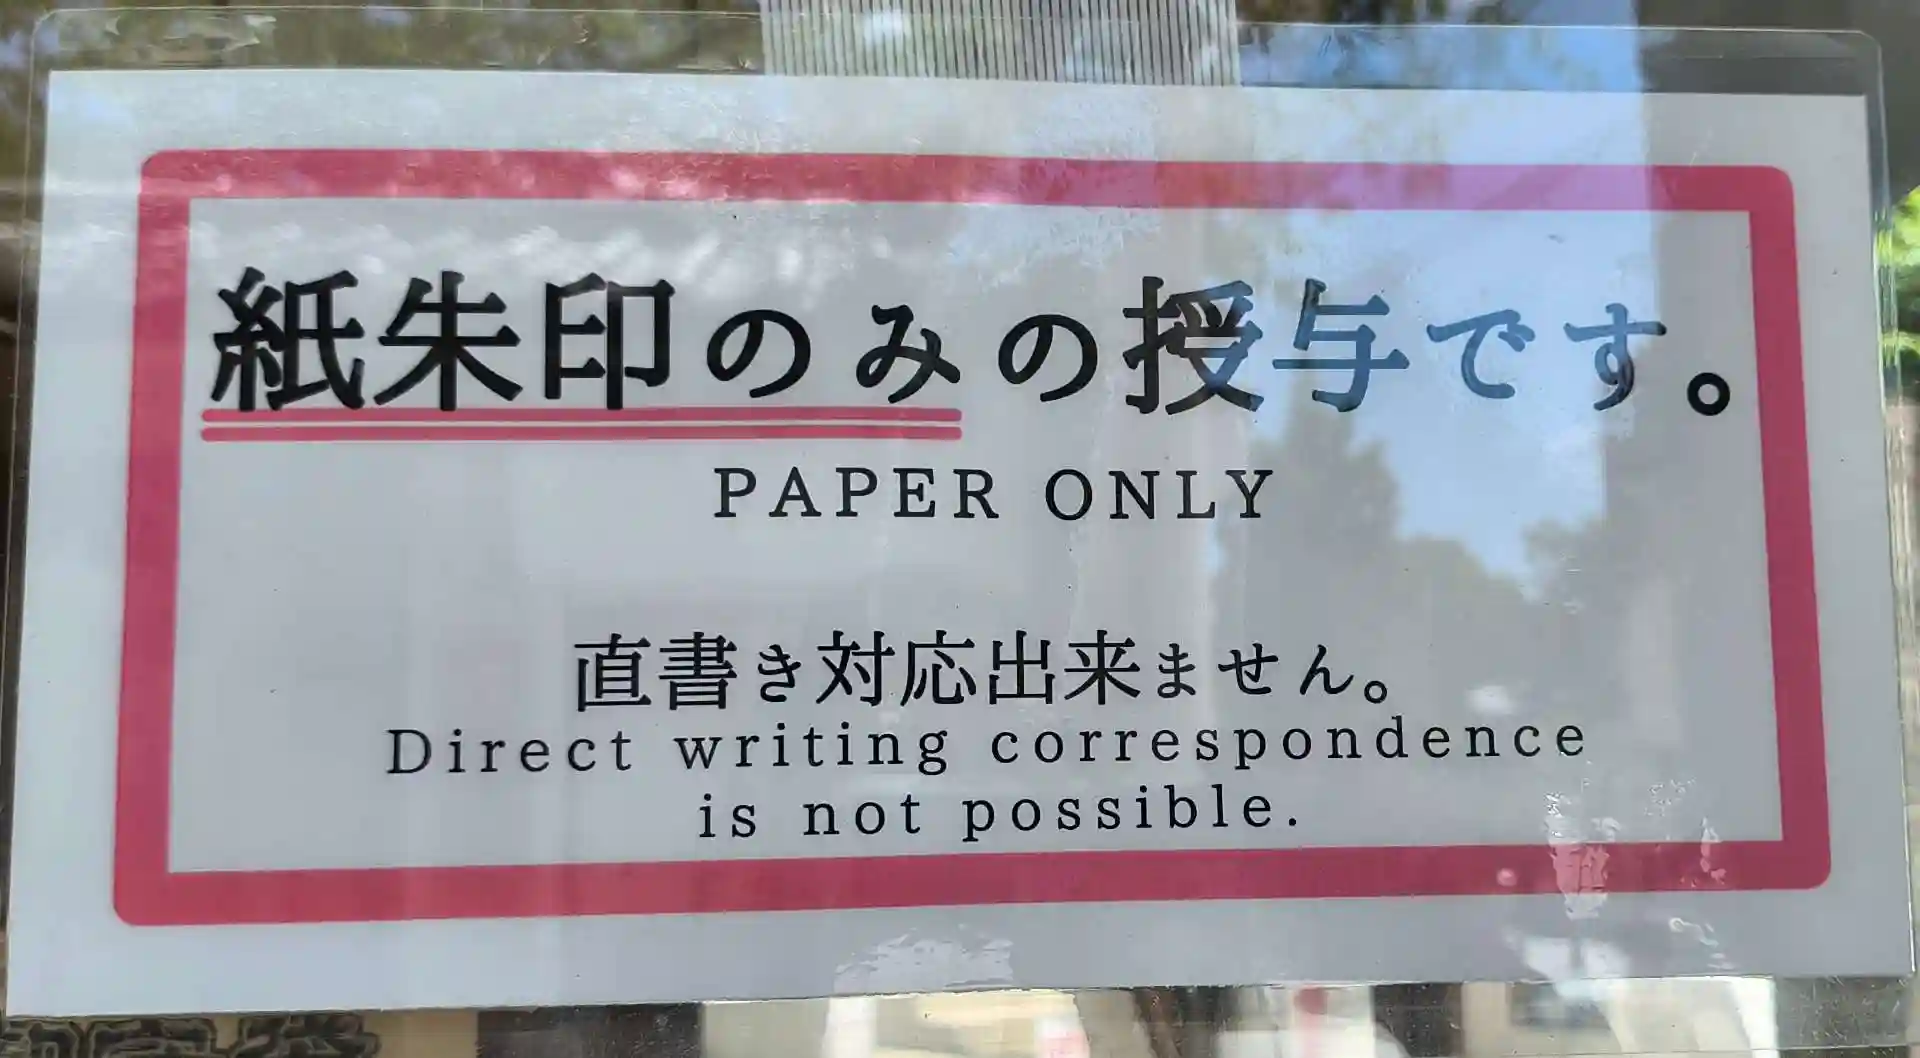 紙朱印のみの授与です。
PAPER ONLY
直書き対応出来ません。
Direct writing correspondence
is not possible.